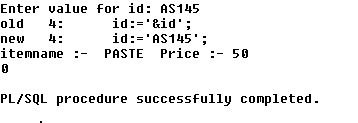 Enter value for id: AS145
old   4:      id:='&id';
new   4:      id:='AS145';
itemname :-  PASTE  Price :- 50
0
PL/SQL procedure successfully completed.
.